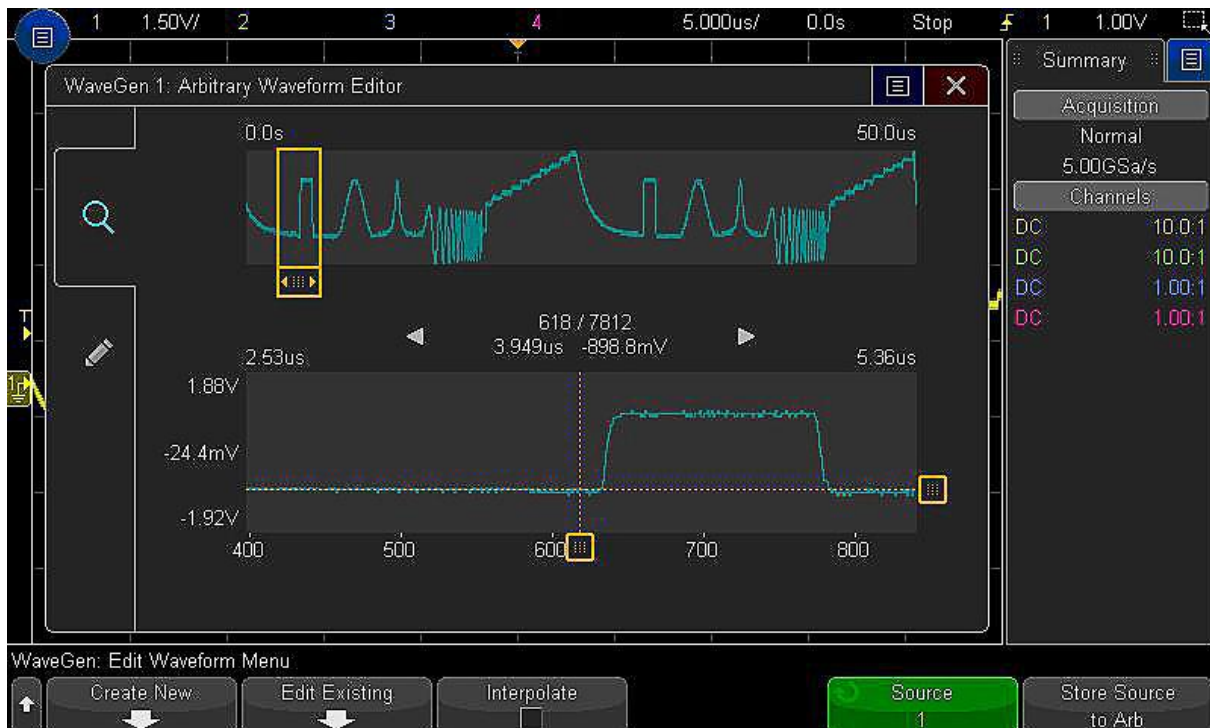 1 1.50V/ 2 3 4 5.000us/ 0.0s Stop 1 1.00V
WaveGen 1: Arbitrary Waveform Editor
0.0s 50.0us
618 / 7812
3.949us -898.8mV
2.53us 5.36us
1.88V
-24.4mV
-1.92V
400 500 600 700 800
T
1
Summary
Acquisition
Normal
5.00GSa/s
Channels
DC 10.0:1
DC 10.0:1
DC 1.00:1
DC 1.00:1
WaveGen: Edit Waveform Menu
Create New
Edit Existing
Interpolate
Source
1
Store Source
to Arb